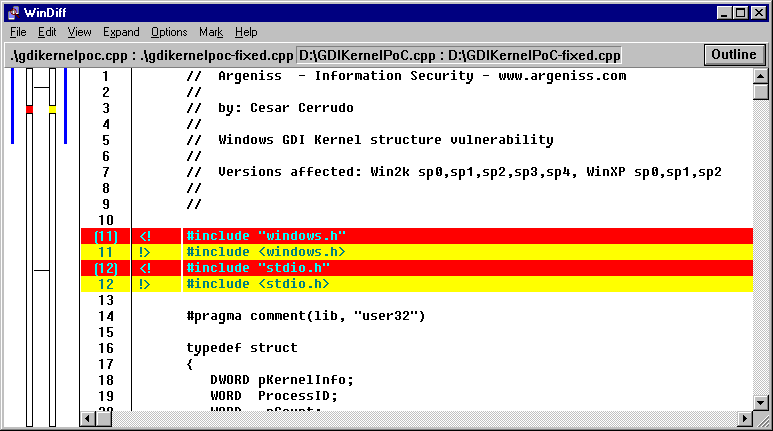 WinDiff
File Edit View Expand Options Mark Help
.\gdikernelpoc.cpp : .\gdikernelpoc-fixed.cpp D:\GDIKernelPoC.cpp : D:\GDIKernelPoC-fixed.cpp Outline
1 // Argeniss - Information Security - www.argeniss.com
2 //
3 // by: Cesar Cerrudo
4 //
5 // Windows GDI Kernel structure vulnerability
6 //
7 // Versions affected: Win2k sp0,sp1,sp2,sp3,sp4, WinXP sp0,sp1,sp2
8 //
9 //
10
(11) <! #include "windows.h"
11 !> #include <windows.h>
(12) <! #include "stdio.h"
12 !> #include <stdio.h>
13
14 #pragma comment(lib, "user32")
15
16 typedef struct
17 {
18 DWORD pKernelInfo;
19 WORD ProcessID;
20 WORD _nCount;